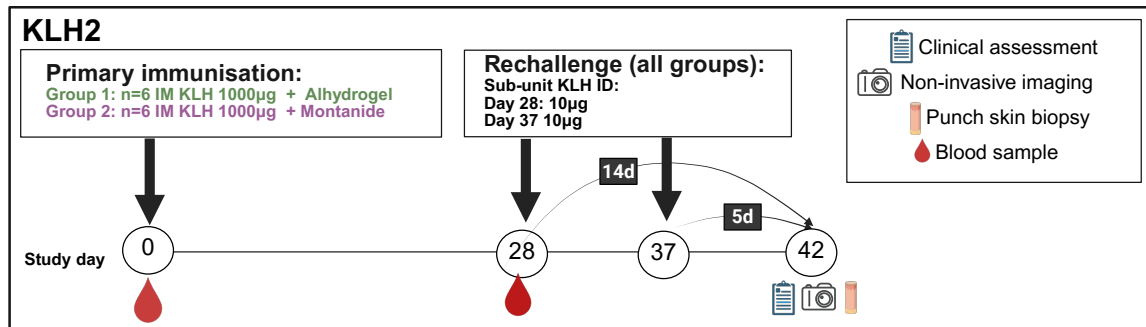 KLH2
Primary immunisation:
Group 1: n=6 IM KLH 1000µg + Alhydrogel
Group 2: n=6 IM KLH 1000µg + Montanide
Rechallenge (all groups):
Sub-unit KLH ID:
Day 28: 10µg
Day 37 10µg
Clinical assessment
Non-invasive imaging
Punch skin biopsy
Blood sample
14d
5d
Study day
0
28
37
42